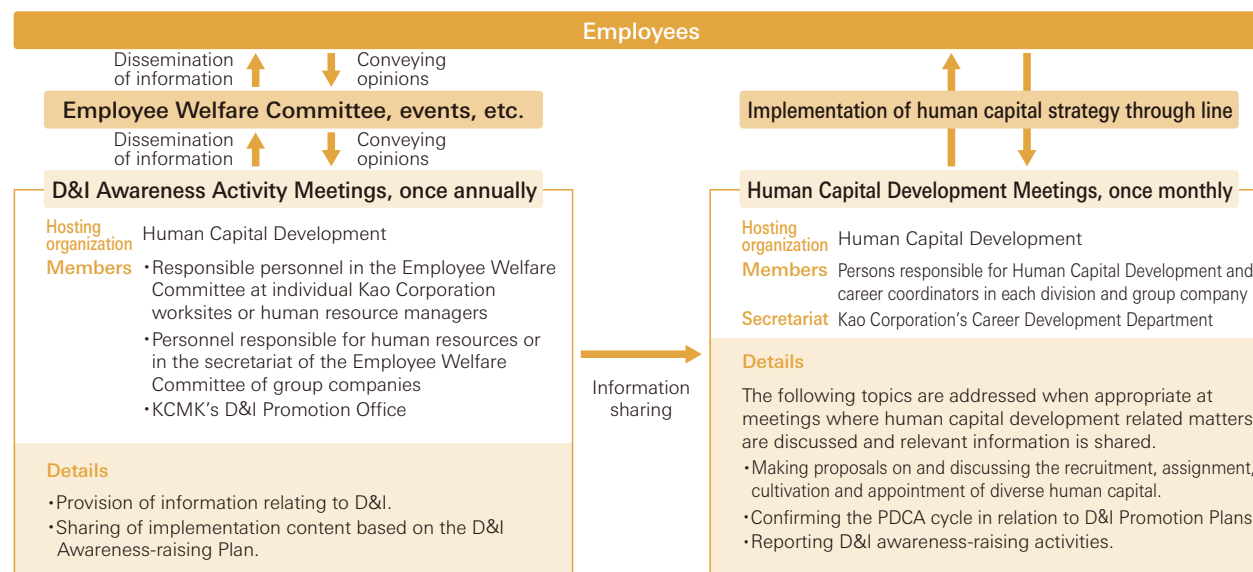 Employees
Dissemination
of information
Conveying
opinions
Employee Welfare Committee, events, etc.
Dissemination
of information
Conveying
opinions
D&I Awareness Activity Meetings, once annually
Hosting
organization
Human Capital Development
Members
・Responsible personnel in the Employee Welfare
Committee at individual Kao Corporation
worksites or human resource managers
・Personnel responsible for human resources or
in the secretariat of the Employee Welfare
Committee of group companies
・KCMK's D&I Promotion Office
Details
・Provision of information relating to D&I.
・Sharing of implementation content based on the D&I
Awareness-raising Plan.
Information
sharing
Implementation of human capital strategy through line
Human Capital Development Meetings, once monthly
Hosting
organization
Human Capital Development
Members
Persons responsible for Human Capital Development and
career coordinators in each division and group company
Secretariat
Kao Corporation's Career Development Department
Details
The following topics are addressed when appropriate at
meetings where human capital development related matters
are discussed and relevant information is shared.
・Making proposals on and discussing the recruitment, assignment,
cultivation and appointment of diverse human capital.
・Confirming the PDCA cycle in relation to D&I Promotion Plans
・Reporting D&I awareness-raising activities.